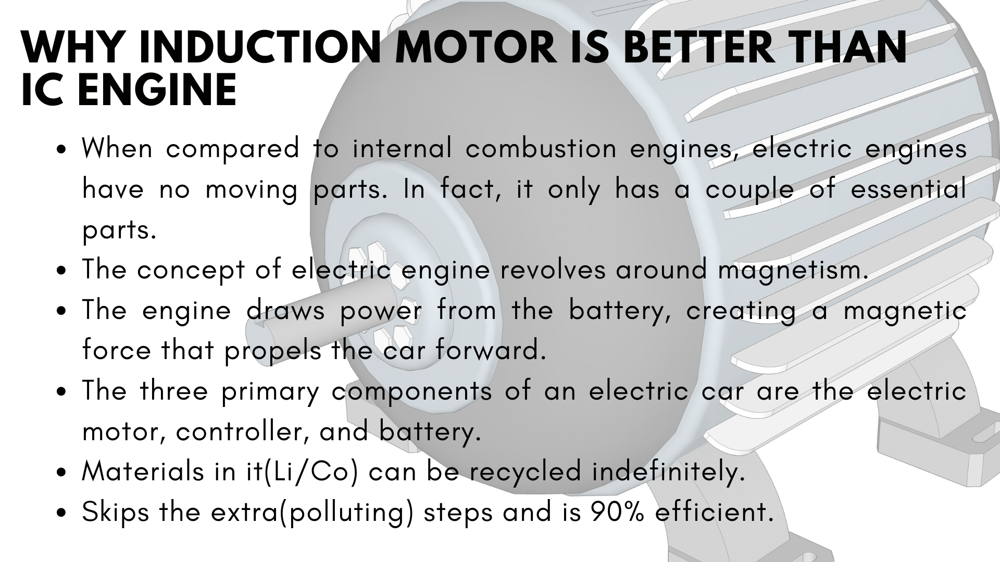 WHY INDUCTION MOTOR IS BETTER THAN
IC ENGINE
• When compared to internal combustion engines, electric engines
have no moving parts. In fact, it only has a couple of essential
parts.
• The concept of electric engine revolves around magnetism.
• The engine draws power from the battery, creating a magnetic
force that propels the car forward.
• The three primary components of an electric car are the electric
motor, controller, and battery.
• Materials in it(Li/Co) can be recycled indefinitely.
• Skips the extra(polluting) steps and is 90% efficient.